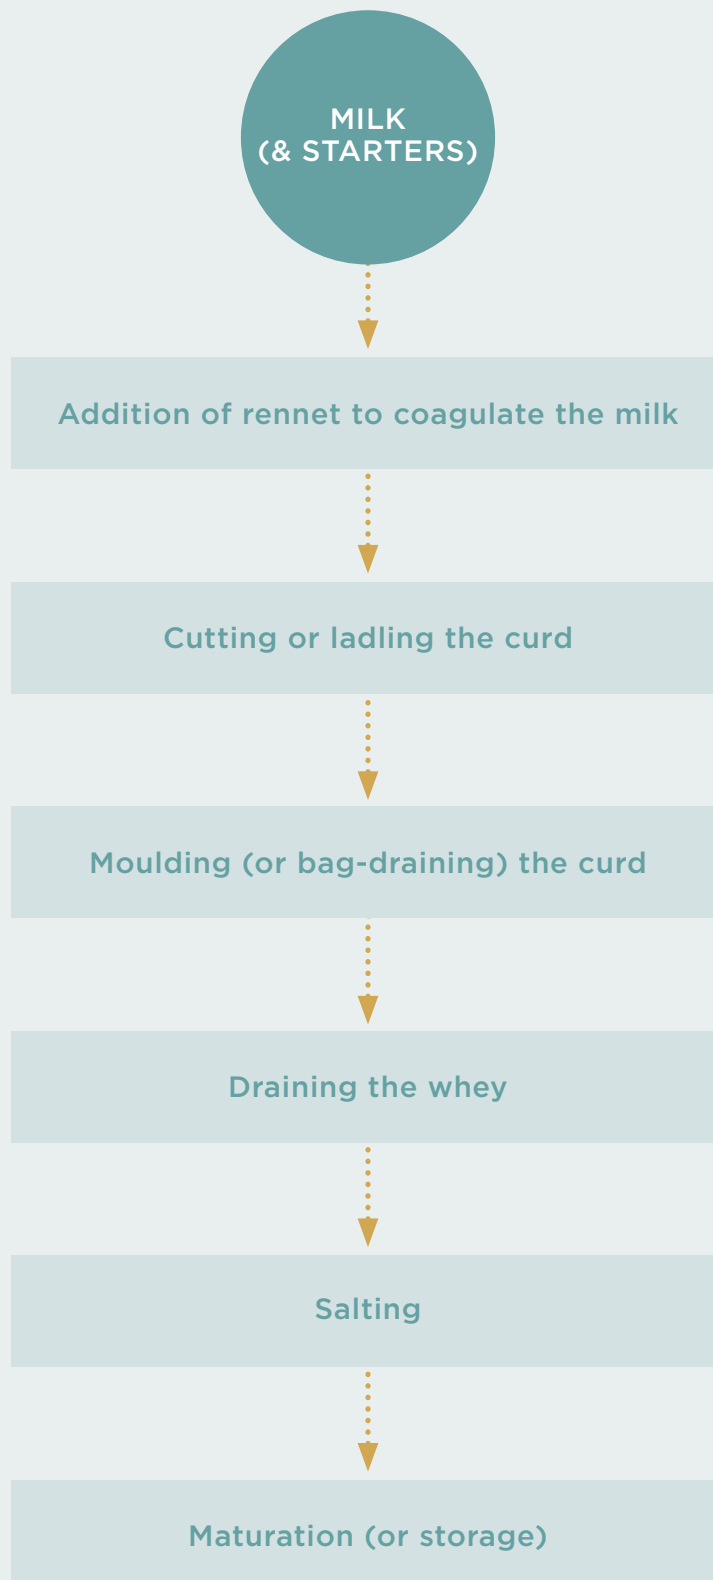 MILK
(& STARTERS)
Addition of rennet to coagulate the milk
Cutting or ladling the curd
Moulding (or bag-draining) the curd
Draining the whey
Salting
Maturation (or storage)